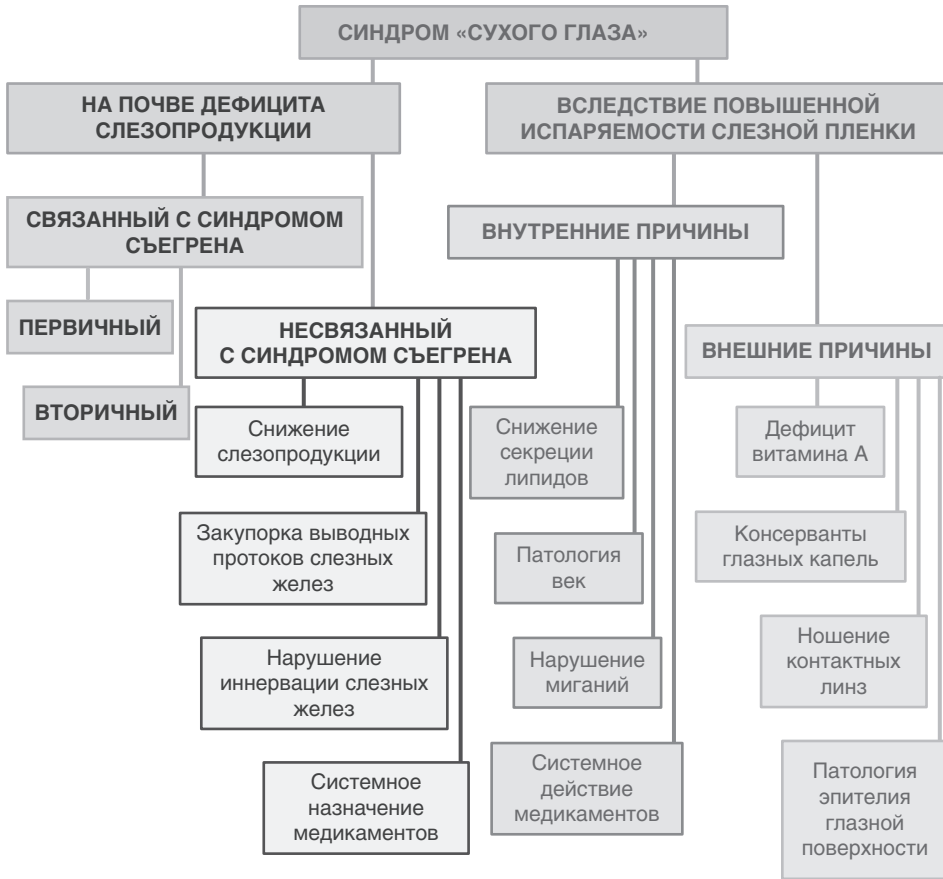 СИНДРОМ «СУХОГО ГЛАЗА»
НА ПОЧВЕ ДЕФИЦИТА
СЛЕЗОПРОДУКЦИИ
ВСЛЕДСТВИЕ ПОВЫШЕННОЙ
ИСПАРЯЕМОСТИ СЛЕЗНОЙ ПЛЕНКИ
СВЯЗАННЫЙ С СИНДРОМОМ
СЪЕГРЕНА
ПЕРВИЧНЫЙ
ВТОРИЧНЫЙ
НЕСВЯЗАННЫЙ
С СИНДРОМОМ СЪЕГРЕНА
Снижение
слезопродукции
Закупорка выводных
протоков слезных
желез
Нарушение
иннервации слезных
желез
Системное
назначение
медикаментов
ВНУТРЕННИЕ ПРИЧИНЫ
Снижение
секреции
липидов
Патология
век
Нарушение
миганий
Системное
действие
медикаментов
ВНЕШНИЕ ПРИЧИНЫ
Дефицит
витамина А
Консерванты
глазных капель
Ношение
контактных
линз
Патология
эпителия
глазной
поверхности